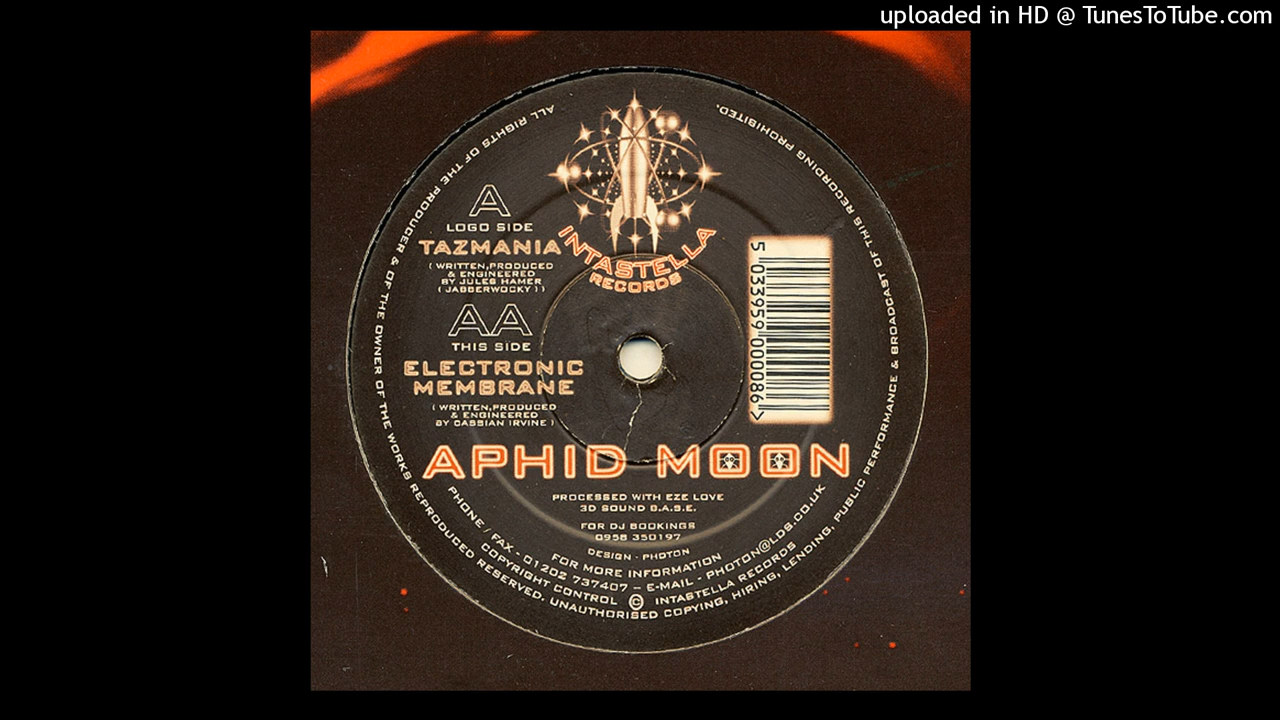 uploaded in HD @ TunesToTube.com
ALL RIGHTS OF THE PRODUCER & OF THE OWNER OF THE WORKS REPRODUCED RESERVED. UNAUTHORISED COPYING, HIRING, LENDING, PUBLIC PERFORMANCE & BROADCAST OF THIS RECORDING PROHIBITED.
INTASTELLA
RECORDS
A
LOGO SIDE
TAZMANIA
( WRITTEN,PRODUCED
& ENGINEERED
BY JULES HAMER
( JABBERWOCKY ) )
AA
THIS SIDE
ELECTRONIC
MEMBRANE
( WRITTEN,PRODUCED
& ENGINEERED
BY CASSIAN IRVINE )
5 033959 000086 >
APHID MOON
PROCESSED WITH EZE LOVE
3D SOUND B.A.S.E.
FOR DJ BOOKINGS
0958 350197
DESIGN - PHOTON
FOR MORE INFORMATION
PHONE / FAX - 01202 737407 -- E-MAIL - PHOTON@LDS.CO.UK
COPYRIGHT CONTROL © INTASTELLA RECORDS